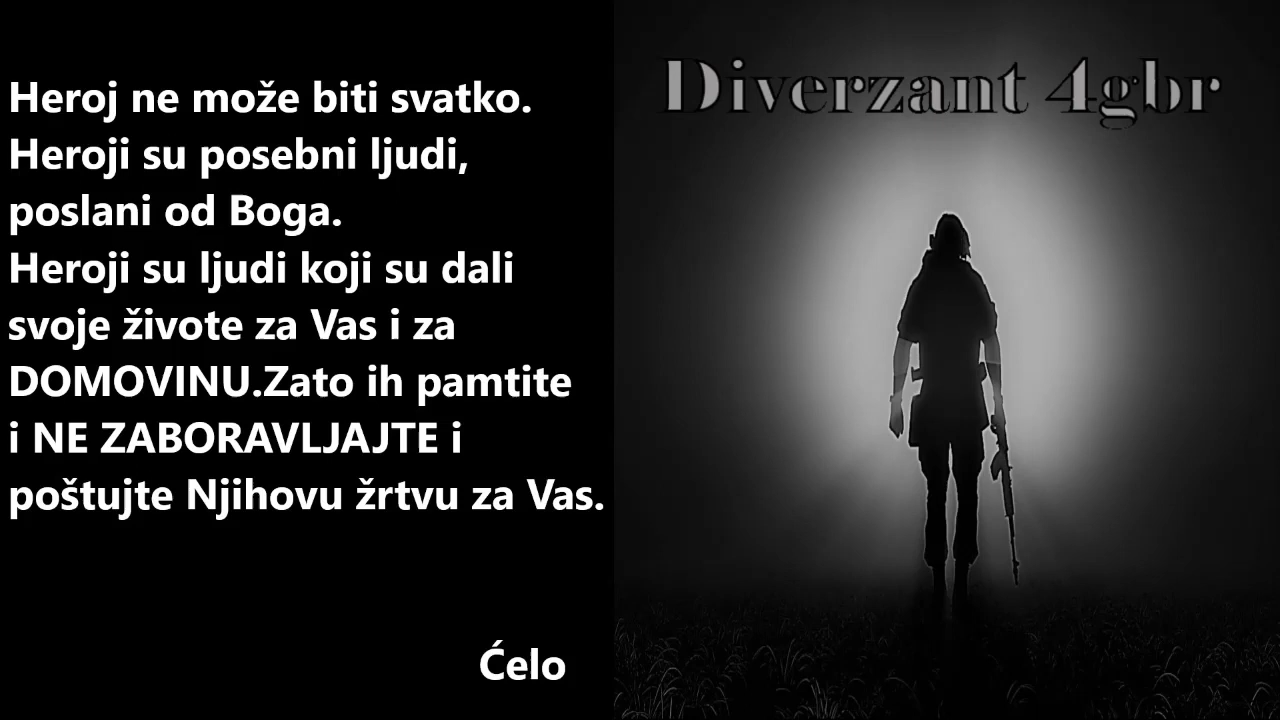 Heroj ne može biti svatko.
Heroji su posebni ljudi,
poslani od Boga.
Heroji su ljudi koji su dali
svoje živote za Vas i za
DOMOVINU.Zato ih pamtite
i NE ZABORAVLJAJTE i
poštujte Njihovu žrtvu za Vas.
Ćelo
Diverzant 4gbr